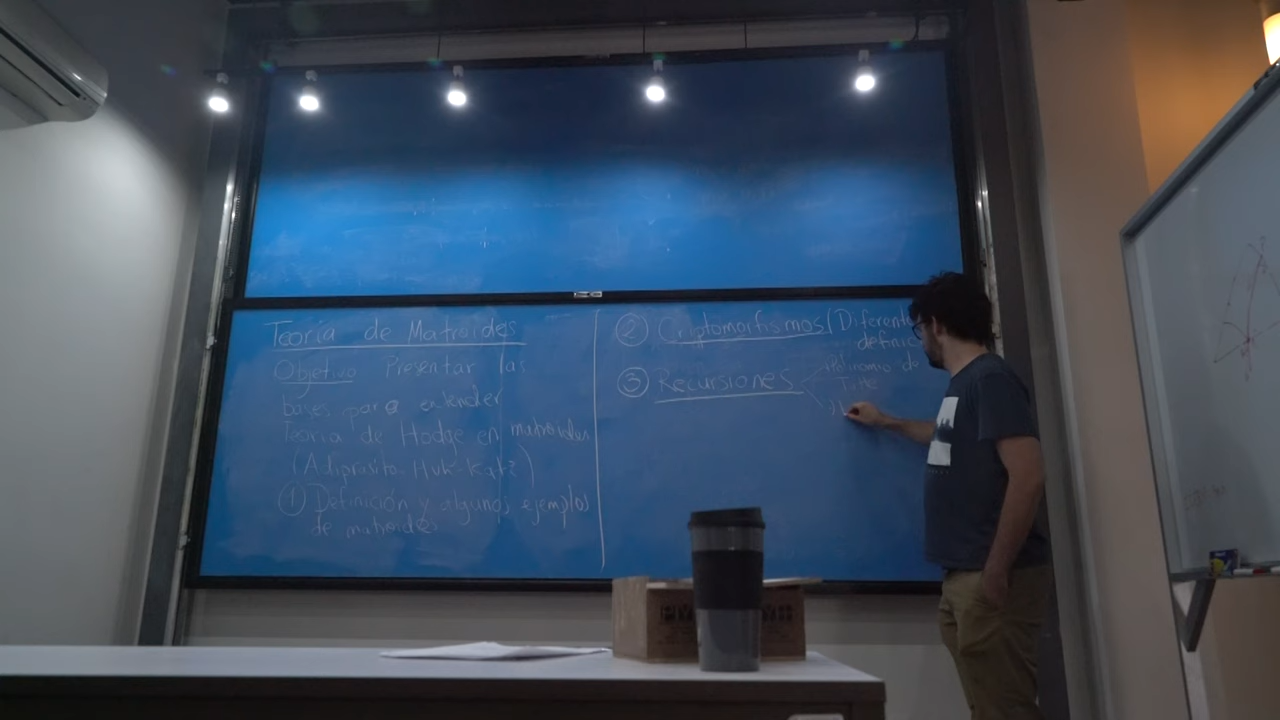 Teoría de Matroides
Objetivo Presentar las
bases para entender
Teoría de Hodge en matroides
(Adiprasito-Huh-Katz)
① Definición y algunos ejemplos
de matroides
② Criptomorfismos (Diferent
definic
③ Recursiones
Polinomio de
Tutte